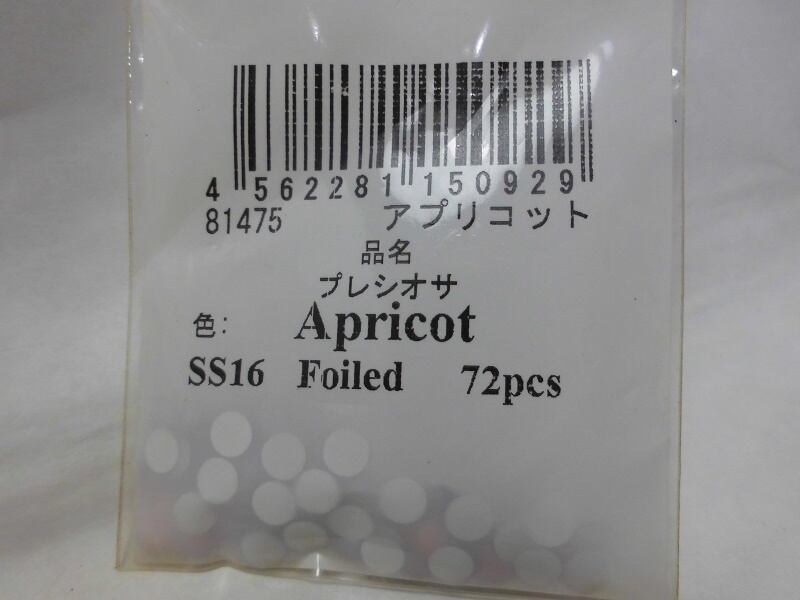 4 562281 150929
81475 アプリコット
品名
プレシオサ
色: Apricot
SS16 Foiled 72pcs